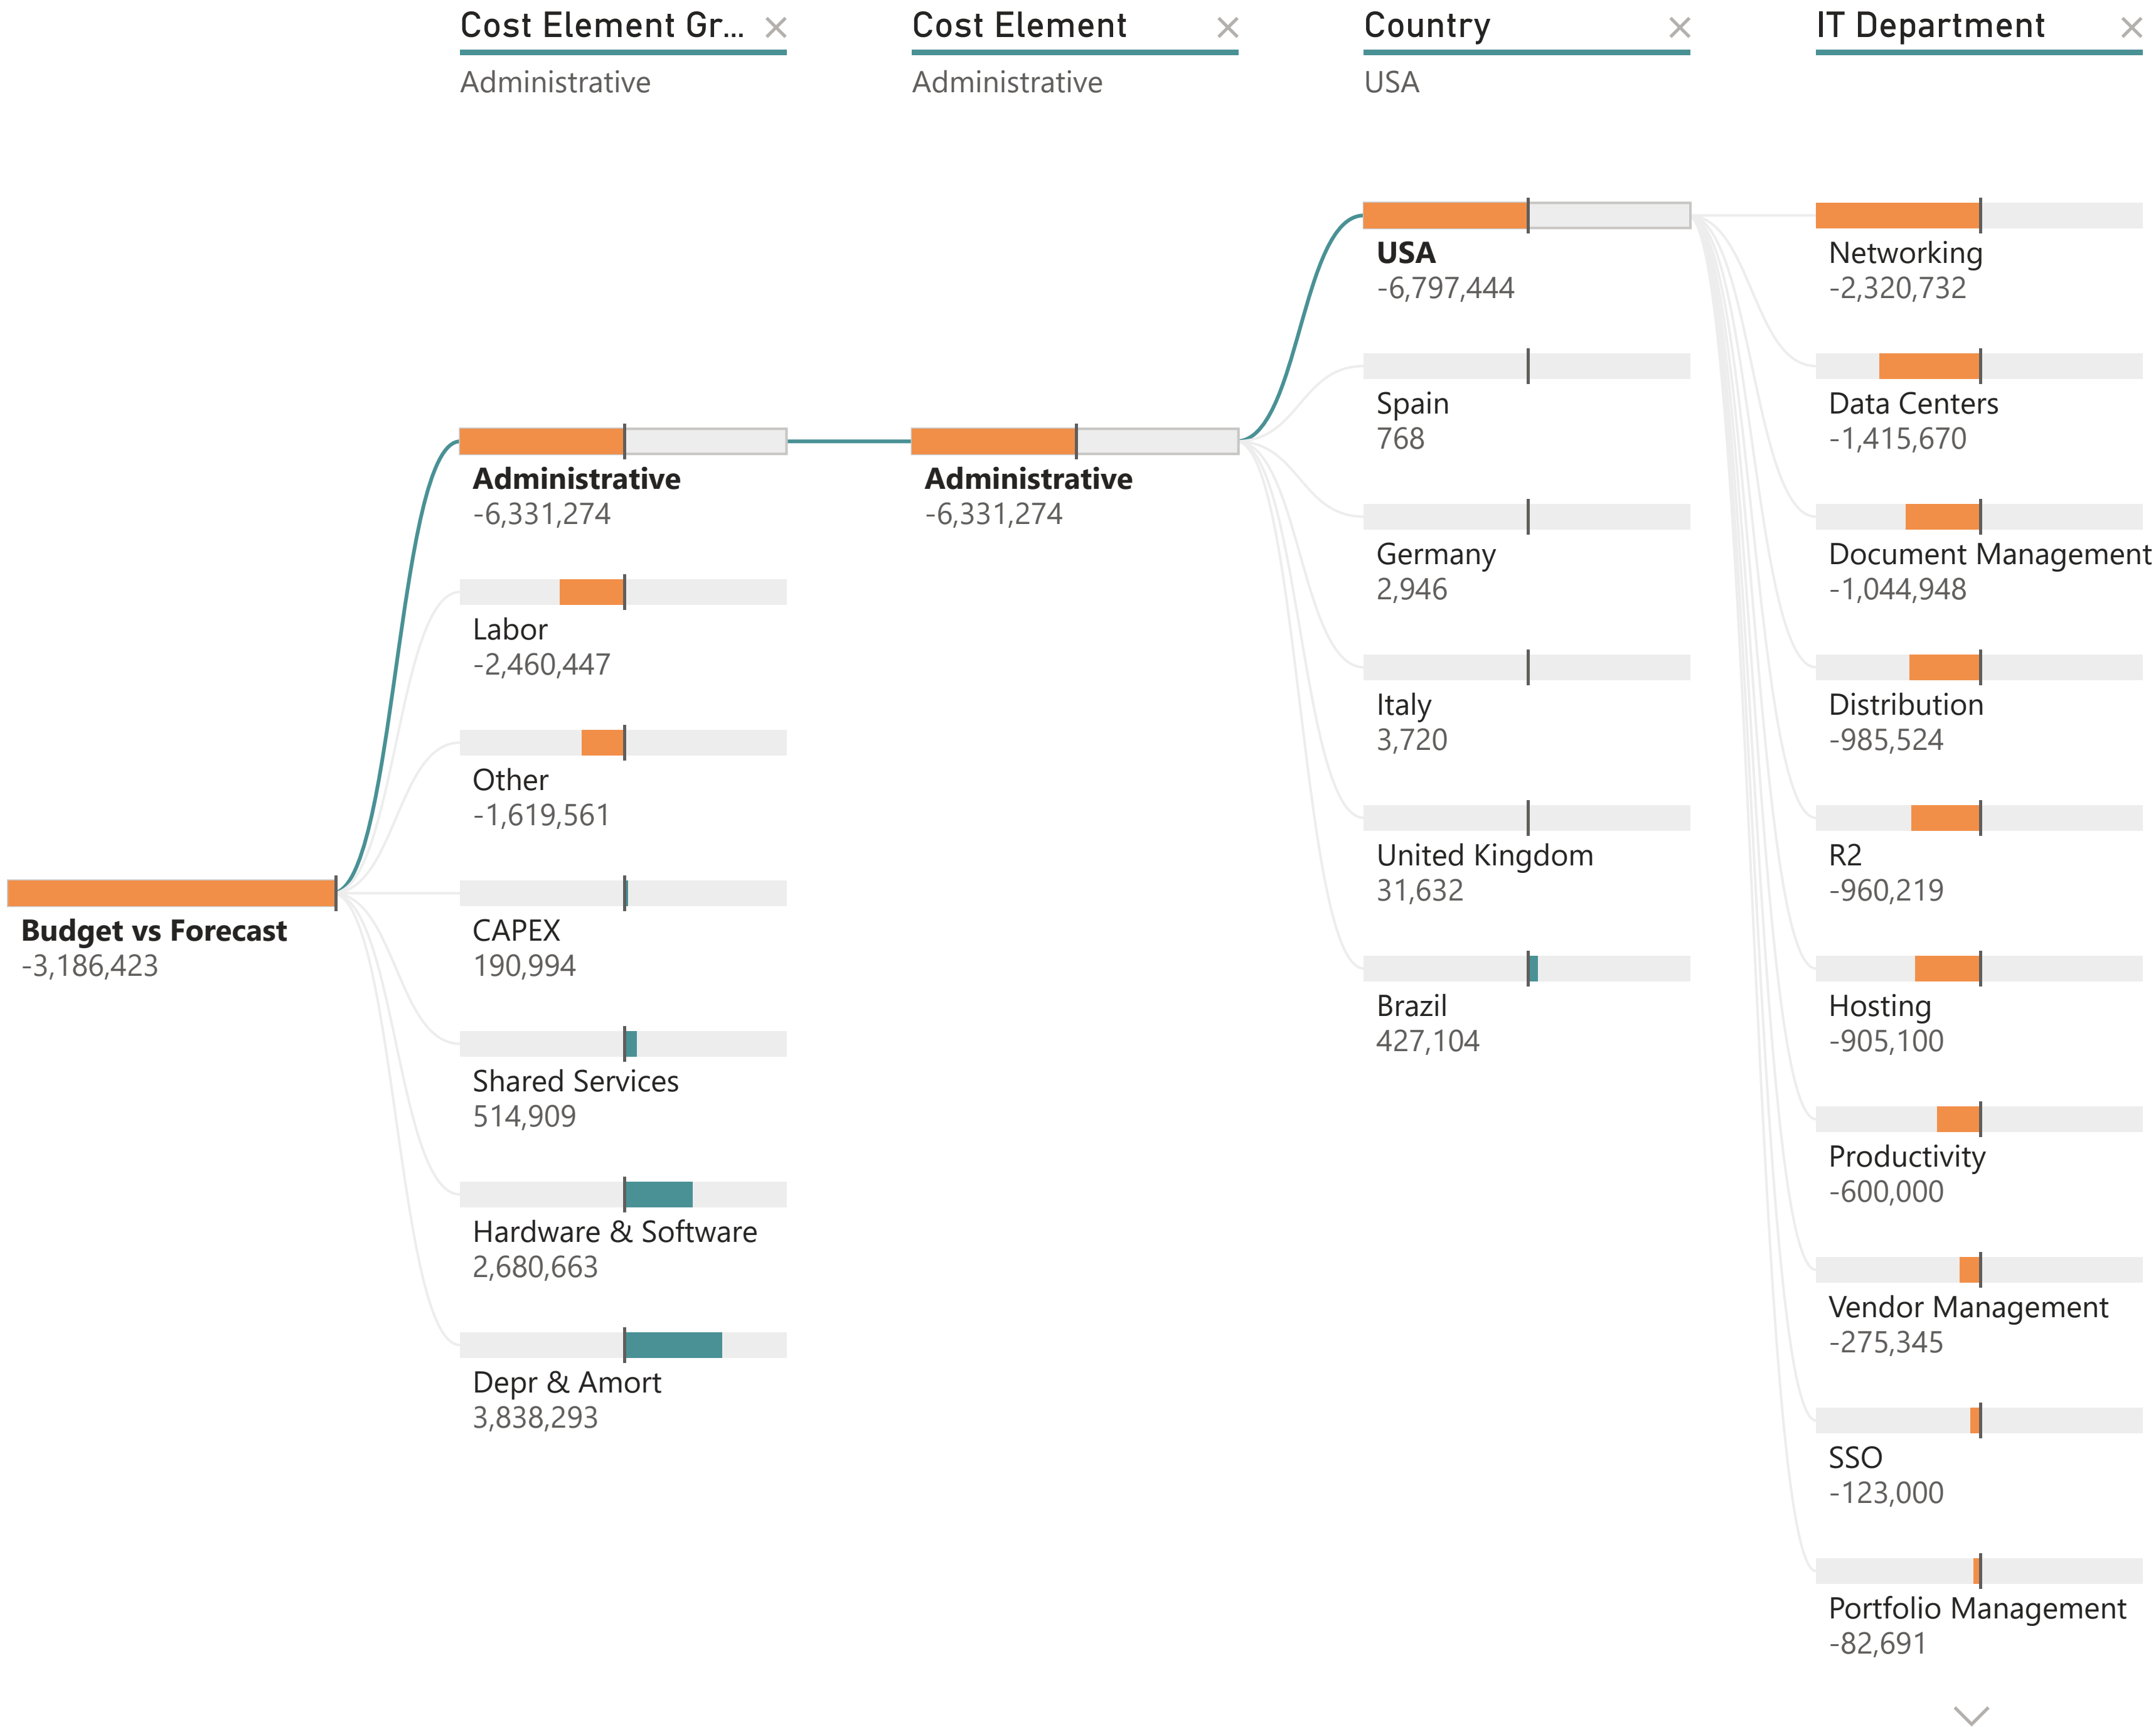 Cost Element Gr...
Administrative
Cost Element
Administrative
Country
USA
IT Department
Budget vs Forecast
-3,186,423
Administrative
-6,331,274
Labor
-2,460,447
Other
-1,619,561
CAPEX
190,994
Shared Services
514,909
Hardware & Software
2,680,663
Depr & Amort
3,838,293
Administrative
-6,331,274
USA
-6,797,444
Spain
768
Germany
2,946
Italy
3,720
United Kingdom
31,632
Brazil
427,104
Networking
-2,320,732
Data Centers
-1,415,670
Document Management
-1,044,948
Distribution
-985,524
R2
-960,219
Hosting
-905,100
Productivity
-600,000
Vendor Management
-275,345
SSO
-123,000
Portfolio Management
-82,691